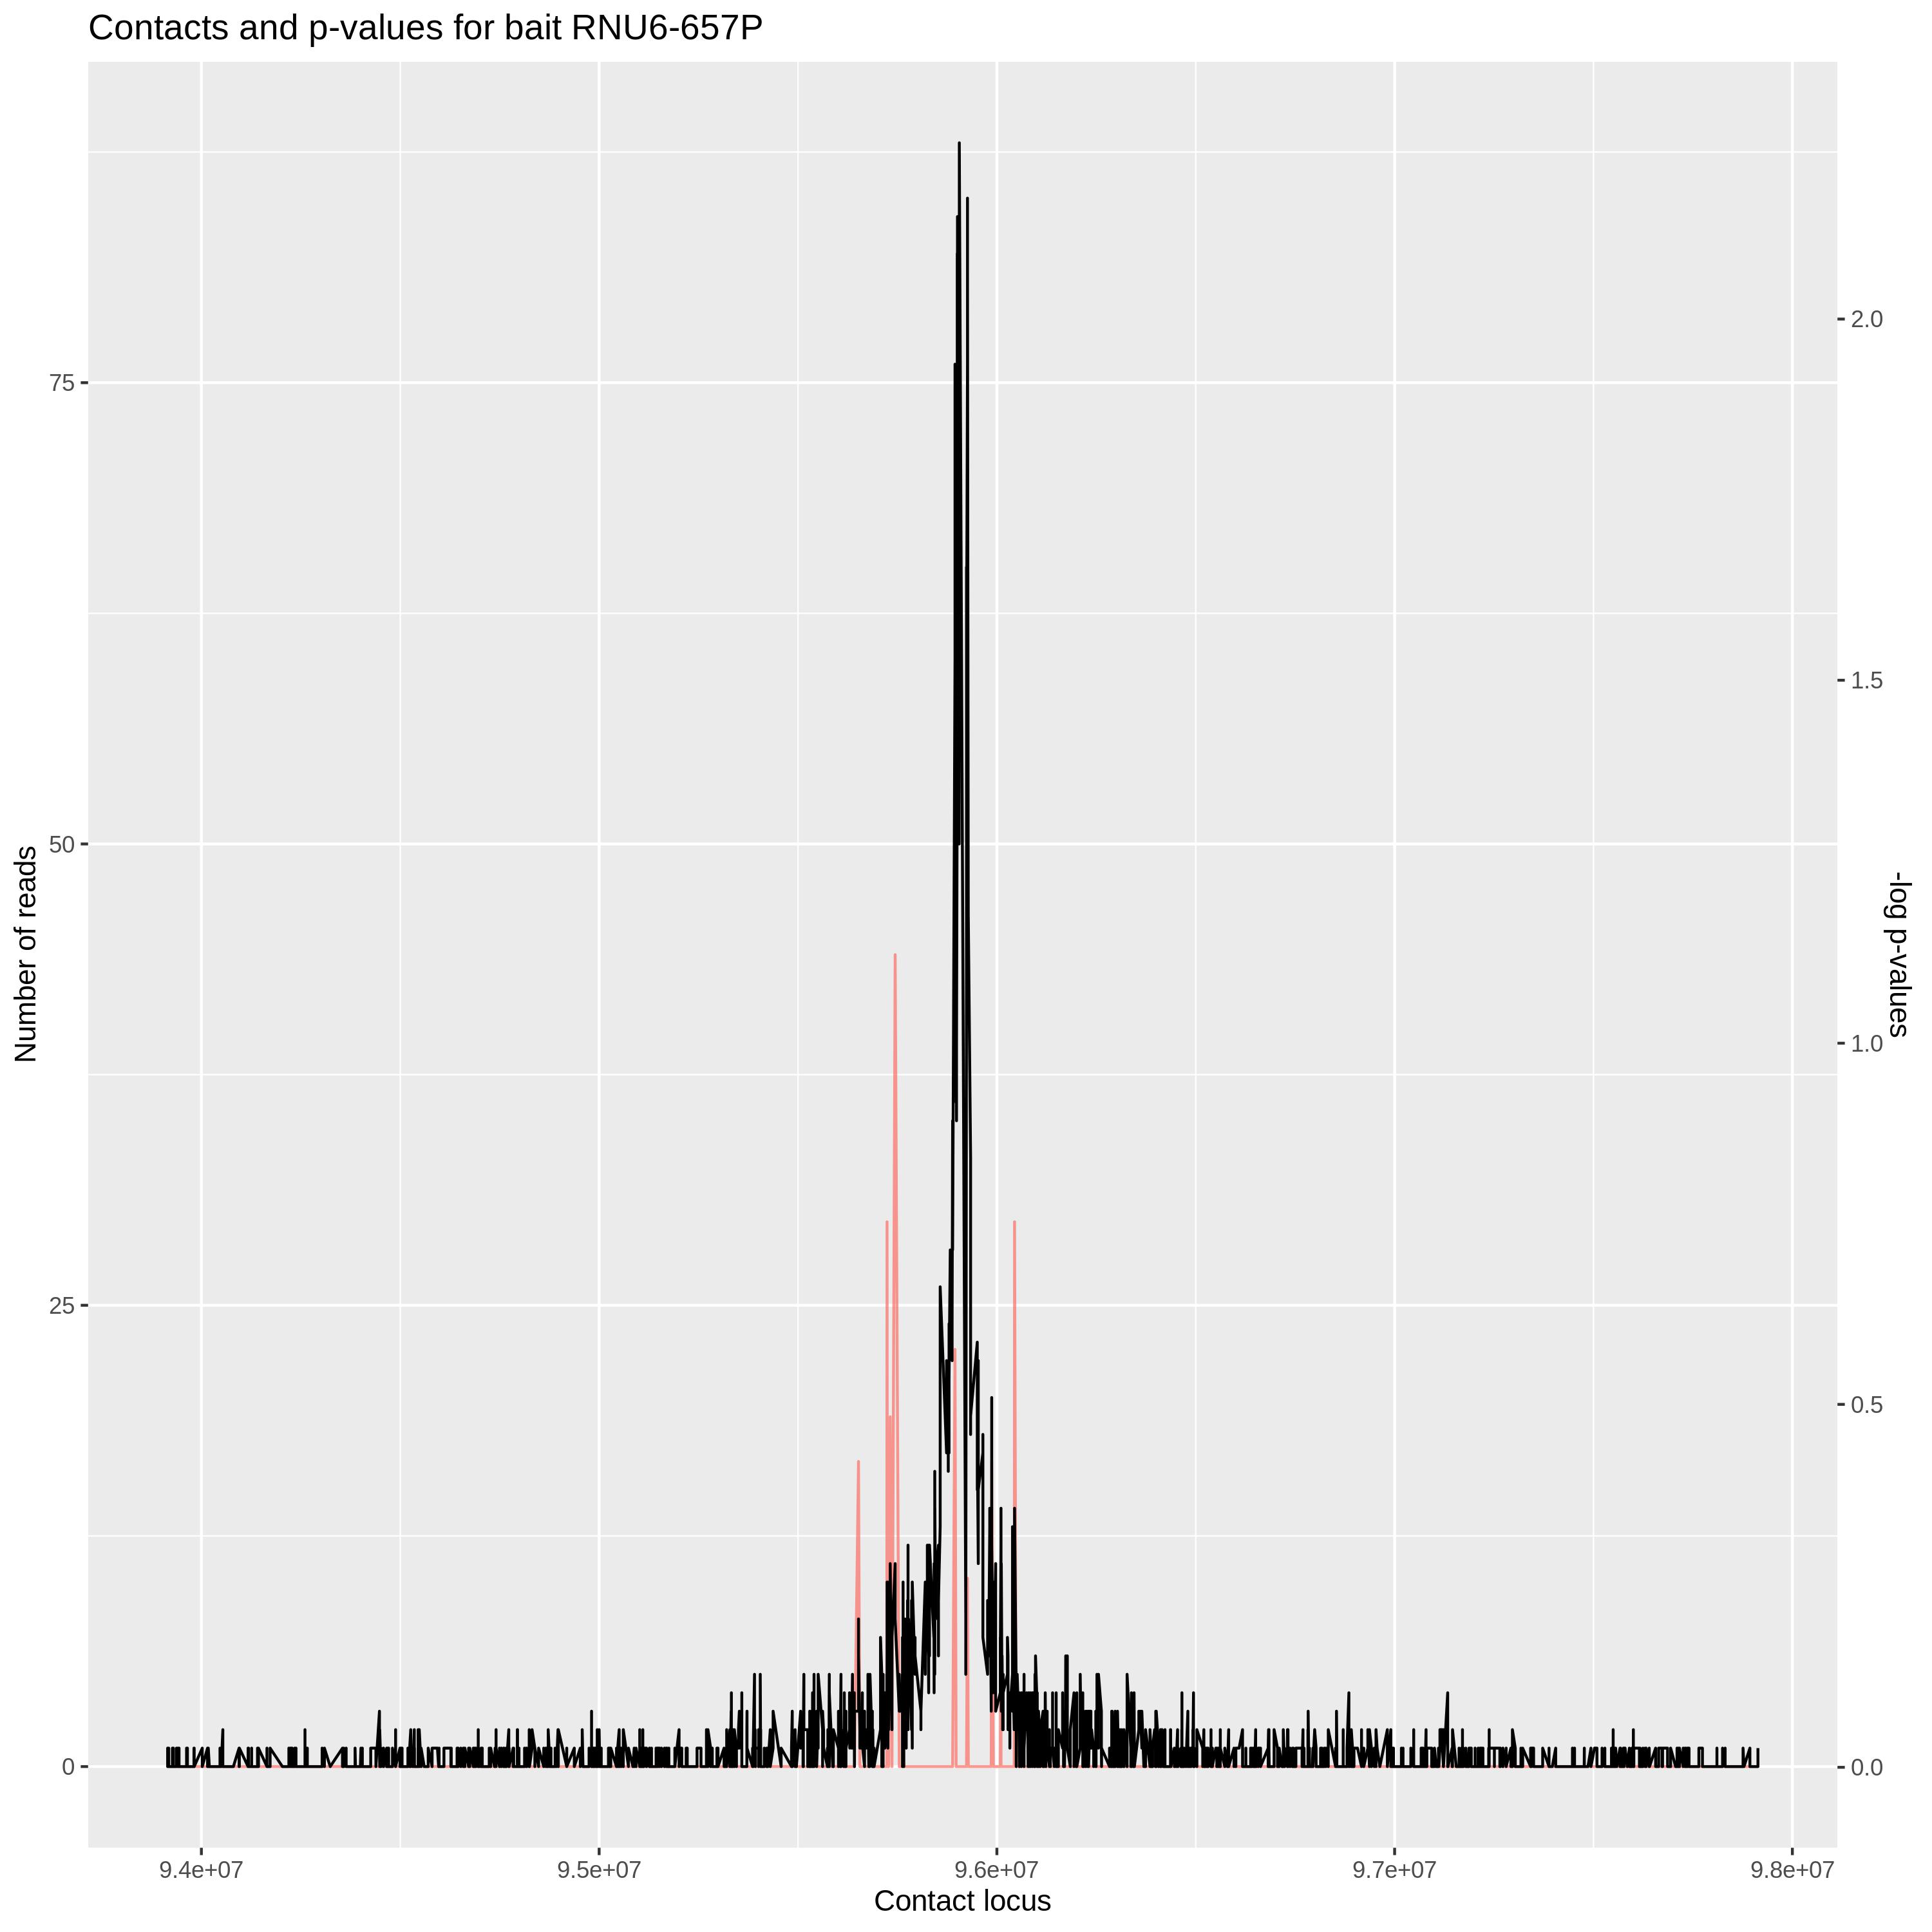 Contacts and p-values for bait RNU6-657P
Number of reads
75
50
25
0
2.0
1.5
1.0
0.5
0.0
-log p-values
9.4e+07 9.5e+07 9.6e+07 9.7e+07 9.8e+07
Contact locus